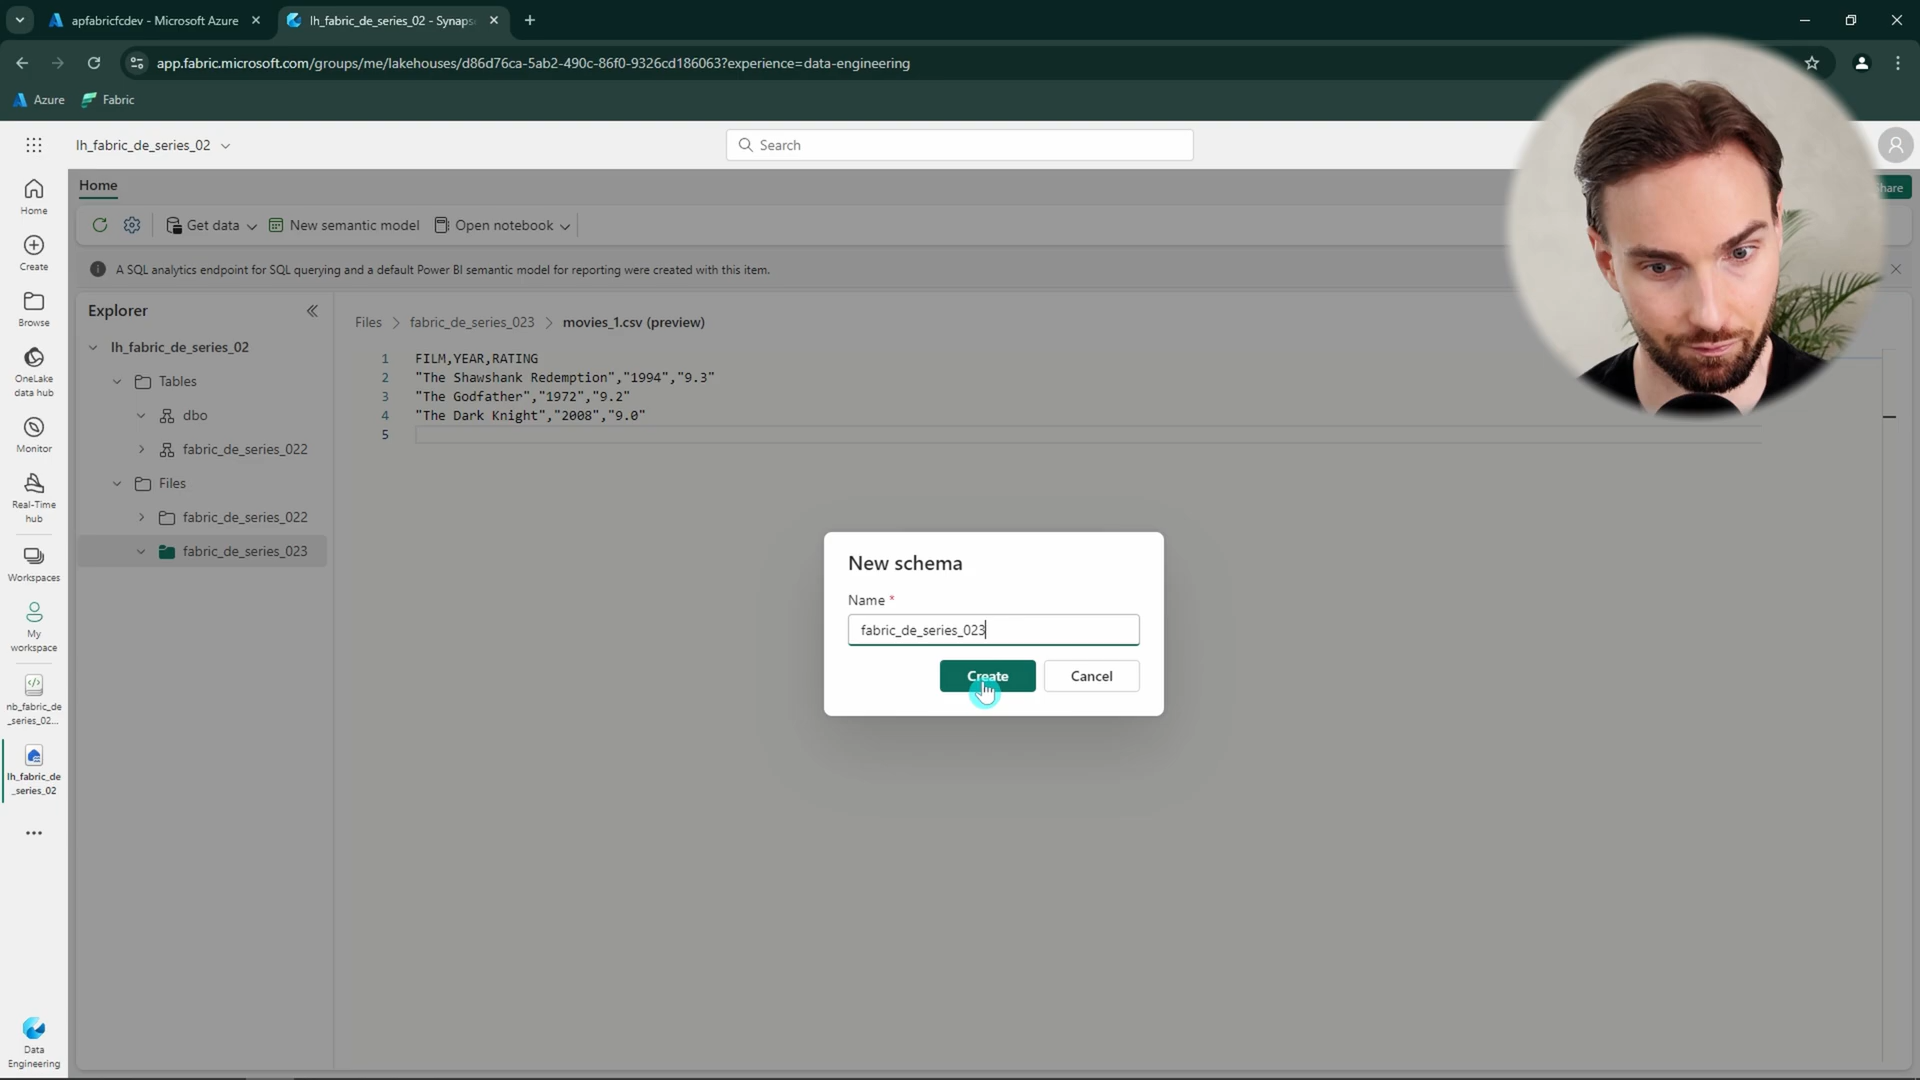 apfabricfcdev - Microsoft Azure
lh_fabric_de_series_02 - Synaps
app.fabric.microsoft.com/groups/me/lakehouses/d86d76ca-5ab2-490c-86f0-9326cd186063?experience=data-engineering
Azure
Fabric
lh_fabric_de_series_02
Search
Home
hare
Get data
New semantic model
Open notebook
A SQL analytics endpoint for SQL querying and a default Power BI semantic model for reporting were created with this item.
Home
Create
Browse
OneLake
data hub
Monitor
Real-Time
hub
Workspaces
My
workspace
nb_fabric_de
_series_02...
lh_fabric_de
_series_02
Data
Engineering
Explorer
lh_fabric_de_series_02
Tables
dbo
fabric_de_series_022
Files
fabric_de_series_022
fabric_de_series_023
Files > fabric_de_series_023 > movies_1.csv (preview)
1 FILM,YEAR,RATING
2 "The Shawshank Redemption","1994","9.3"
3 "The Godfather","1972","9.2"
4 "The Dark Knight","2008","9.0"
5
New schema
Name *
fabric_de_series_023
Create
Cancel